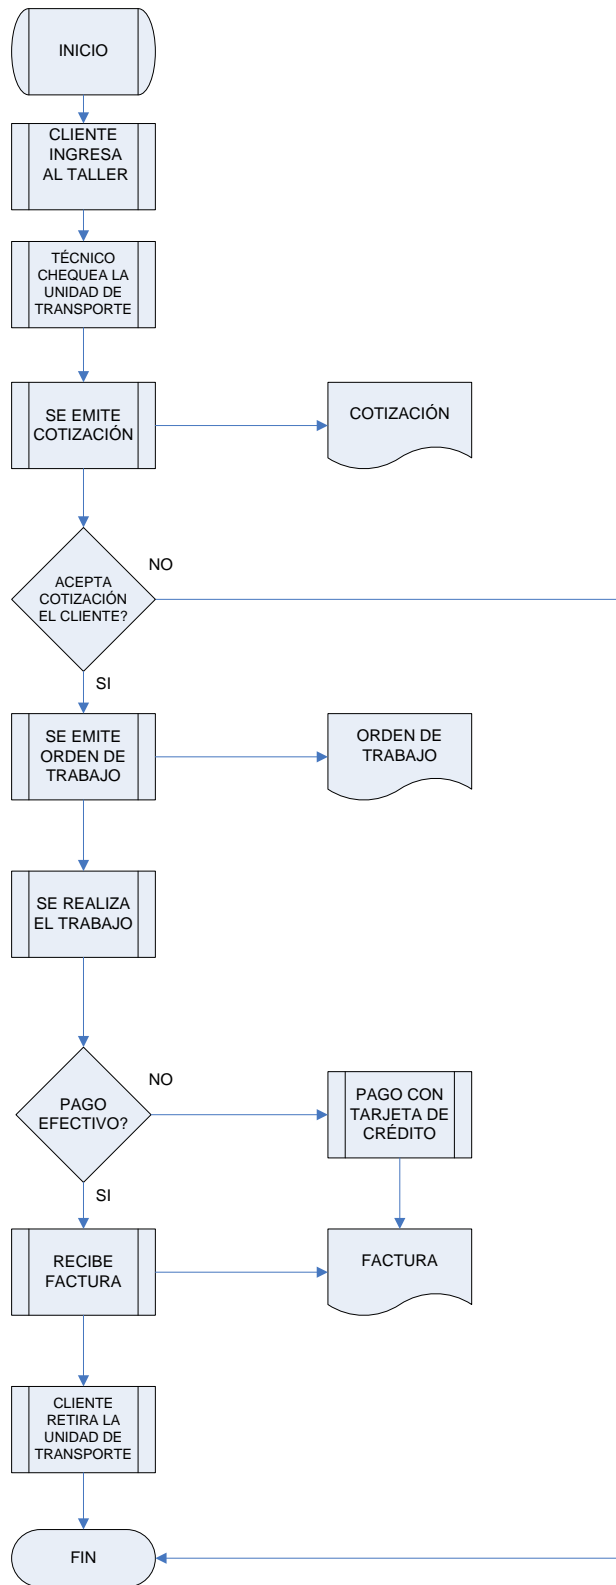 INICIO
CLIENTE
INGRESA
AL TALLER
TÉCNICO
CHEQUEA LA
UNIDAD DE
TRANSPORTE
SE EMITE
COTIZACIÓN
COTIZACIÓN
ACEPTA
COTIZACIÓN
EL CLIENTE?
NO
SI
SE EMITE
ORDEN DE
TRABAJO
ORDEN DE
TRABAJO
SE REALIZA
EL TRABAJO
PAGO
EFECTIVO?
NO
PAGO CON
TARJETA DE
CRÉDITO
SI
RECIBE
FACTURA
FACTURA
CLIENTE
RETIRA LA
UNIDAD DE
TRANSPORTE
FIN